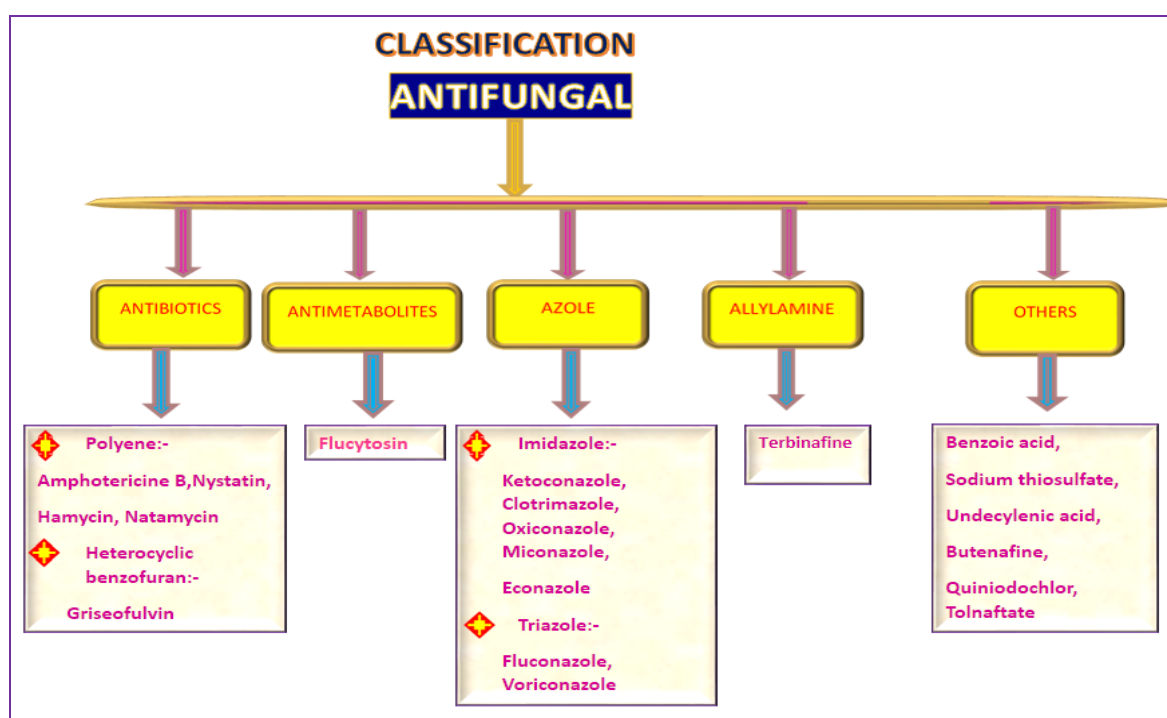 CLASSIFICATION
ANTIFUNGAL
ANTIBIOTICS
ANTIMETABOLITES
AZOLE
ALLYLAMINE
OTHERS
Polyene:-
Amphotericine B,Nystatin,
Hamycin, Natamycin
Heterocyclic
benzofuran:-
Griseofulvin
Flucytosin
Imidazole:-
Ketoconazole,
Clotrimazole,
Oxiconazole,
Miconazole,
Econazole
Triazole:-
Fluconazole,
Voriconazole
Terbinafine
Benzoic acid,
Sodium thiosulfate,
Undecylenic acid,
Butenafine,
Quiniodochlor,
Tolnaftate